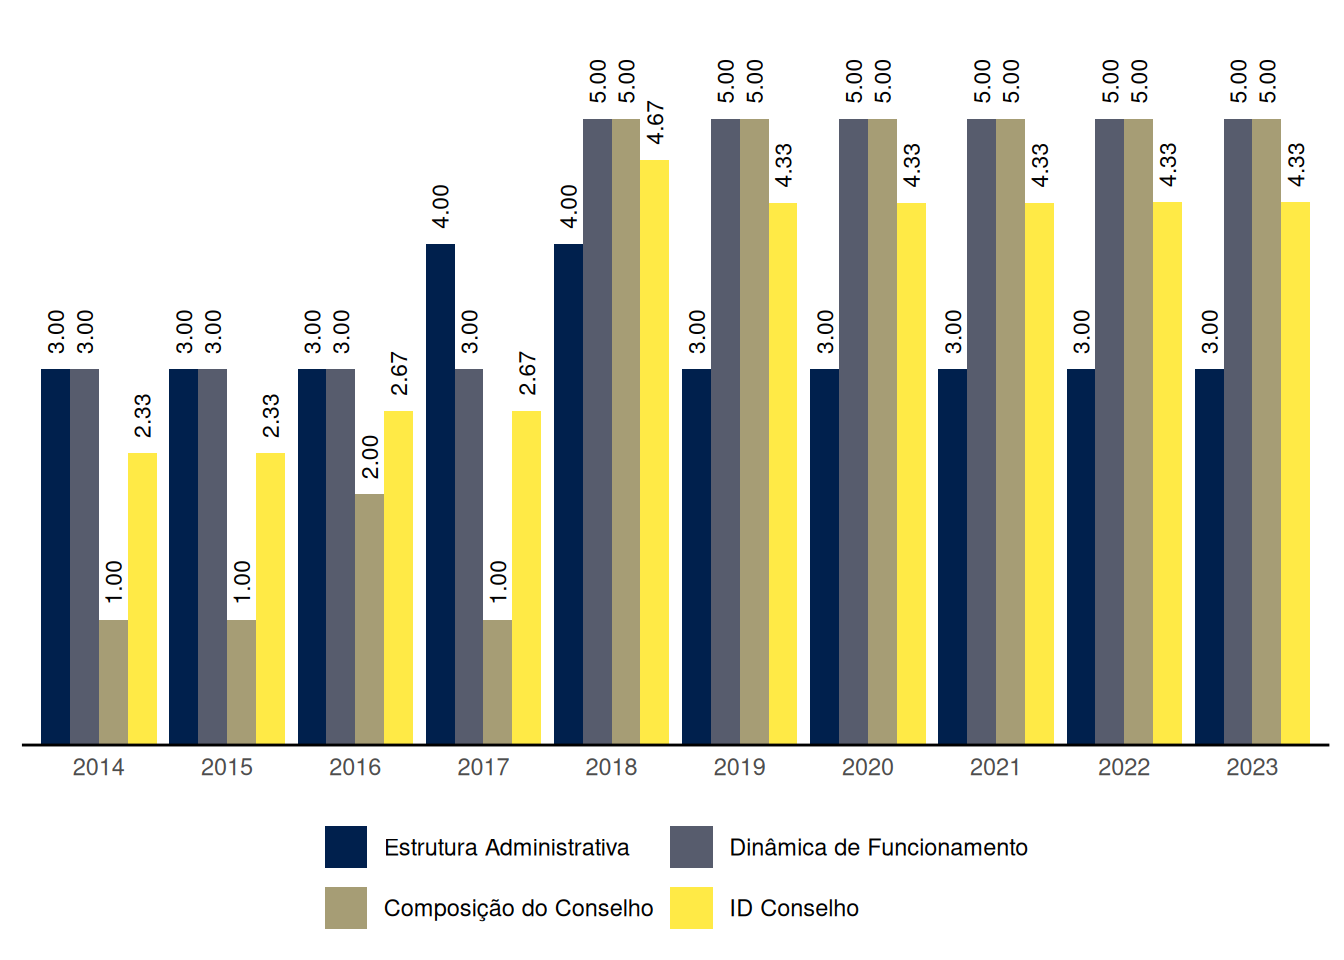 5.00 5.00 5.00 5.00 5.00 5.00 5.00 5.00 5.00 5.00 5.00 5.00
4.67
4.33 4.33 4.33 4.33 4.33
4.00 4.00
3.00 3.00 3.00 3.00 3.00 3.00 3.00 3.00 3.00 3.00 3.00 3.00
2.67 2.67
2.33 2.33
2.00
1.00 1.00 1.00
2014 2015 2016 2017 2018 2019 2020 2021 2022 2023
Estrutura Administrativa Dinâmica de Funcionamento
Composição do Conselho ID Conselho